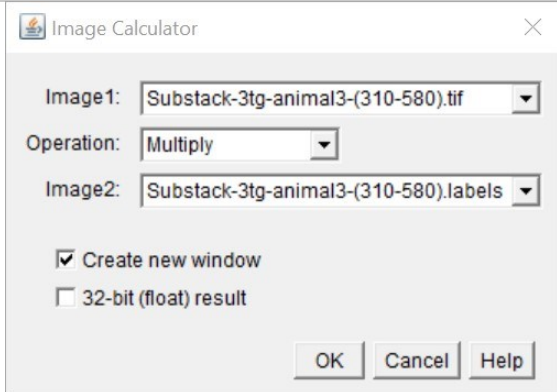 Image Calculator
Image1: Substack-3tg-animal3-(310-580).tif
Operation: Multiply
Image2: Substack-3tg-animal3-(310-580).labels
Create new window
32-bit (float) result
OK Cancel Help